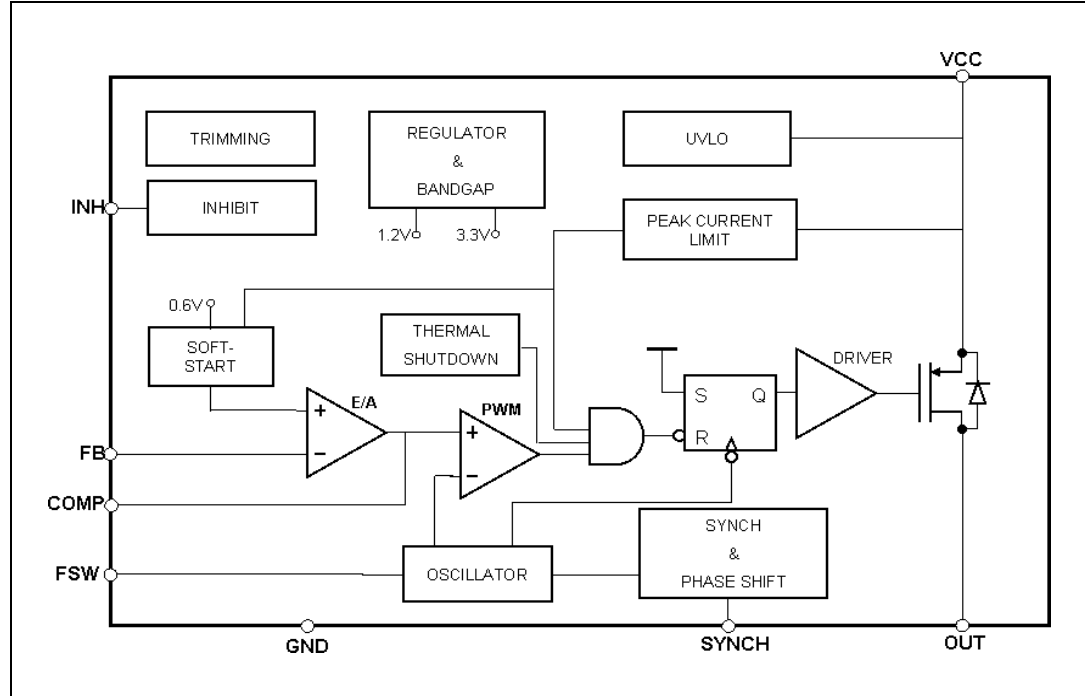 VCC
TRIMMING
REGULATOR
&
BANDGAP
UVLO
INH
INHIBIT
1.2V
3.3V
PEAK CURRENT
LIMIT
0.6V
SOFT-
START
THERMAL
SHUTDOWN
DRIVER
E/A
PWM
S
Q
R
+
-
+
-
FB
COMP
FSW
OSCILLATOR
SYNCH
&
PHASE SHIFT
GND
SYNCH
OUT